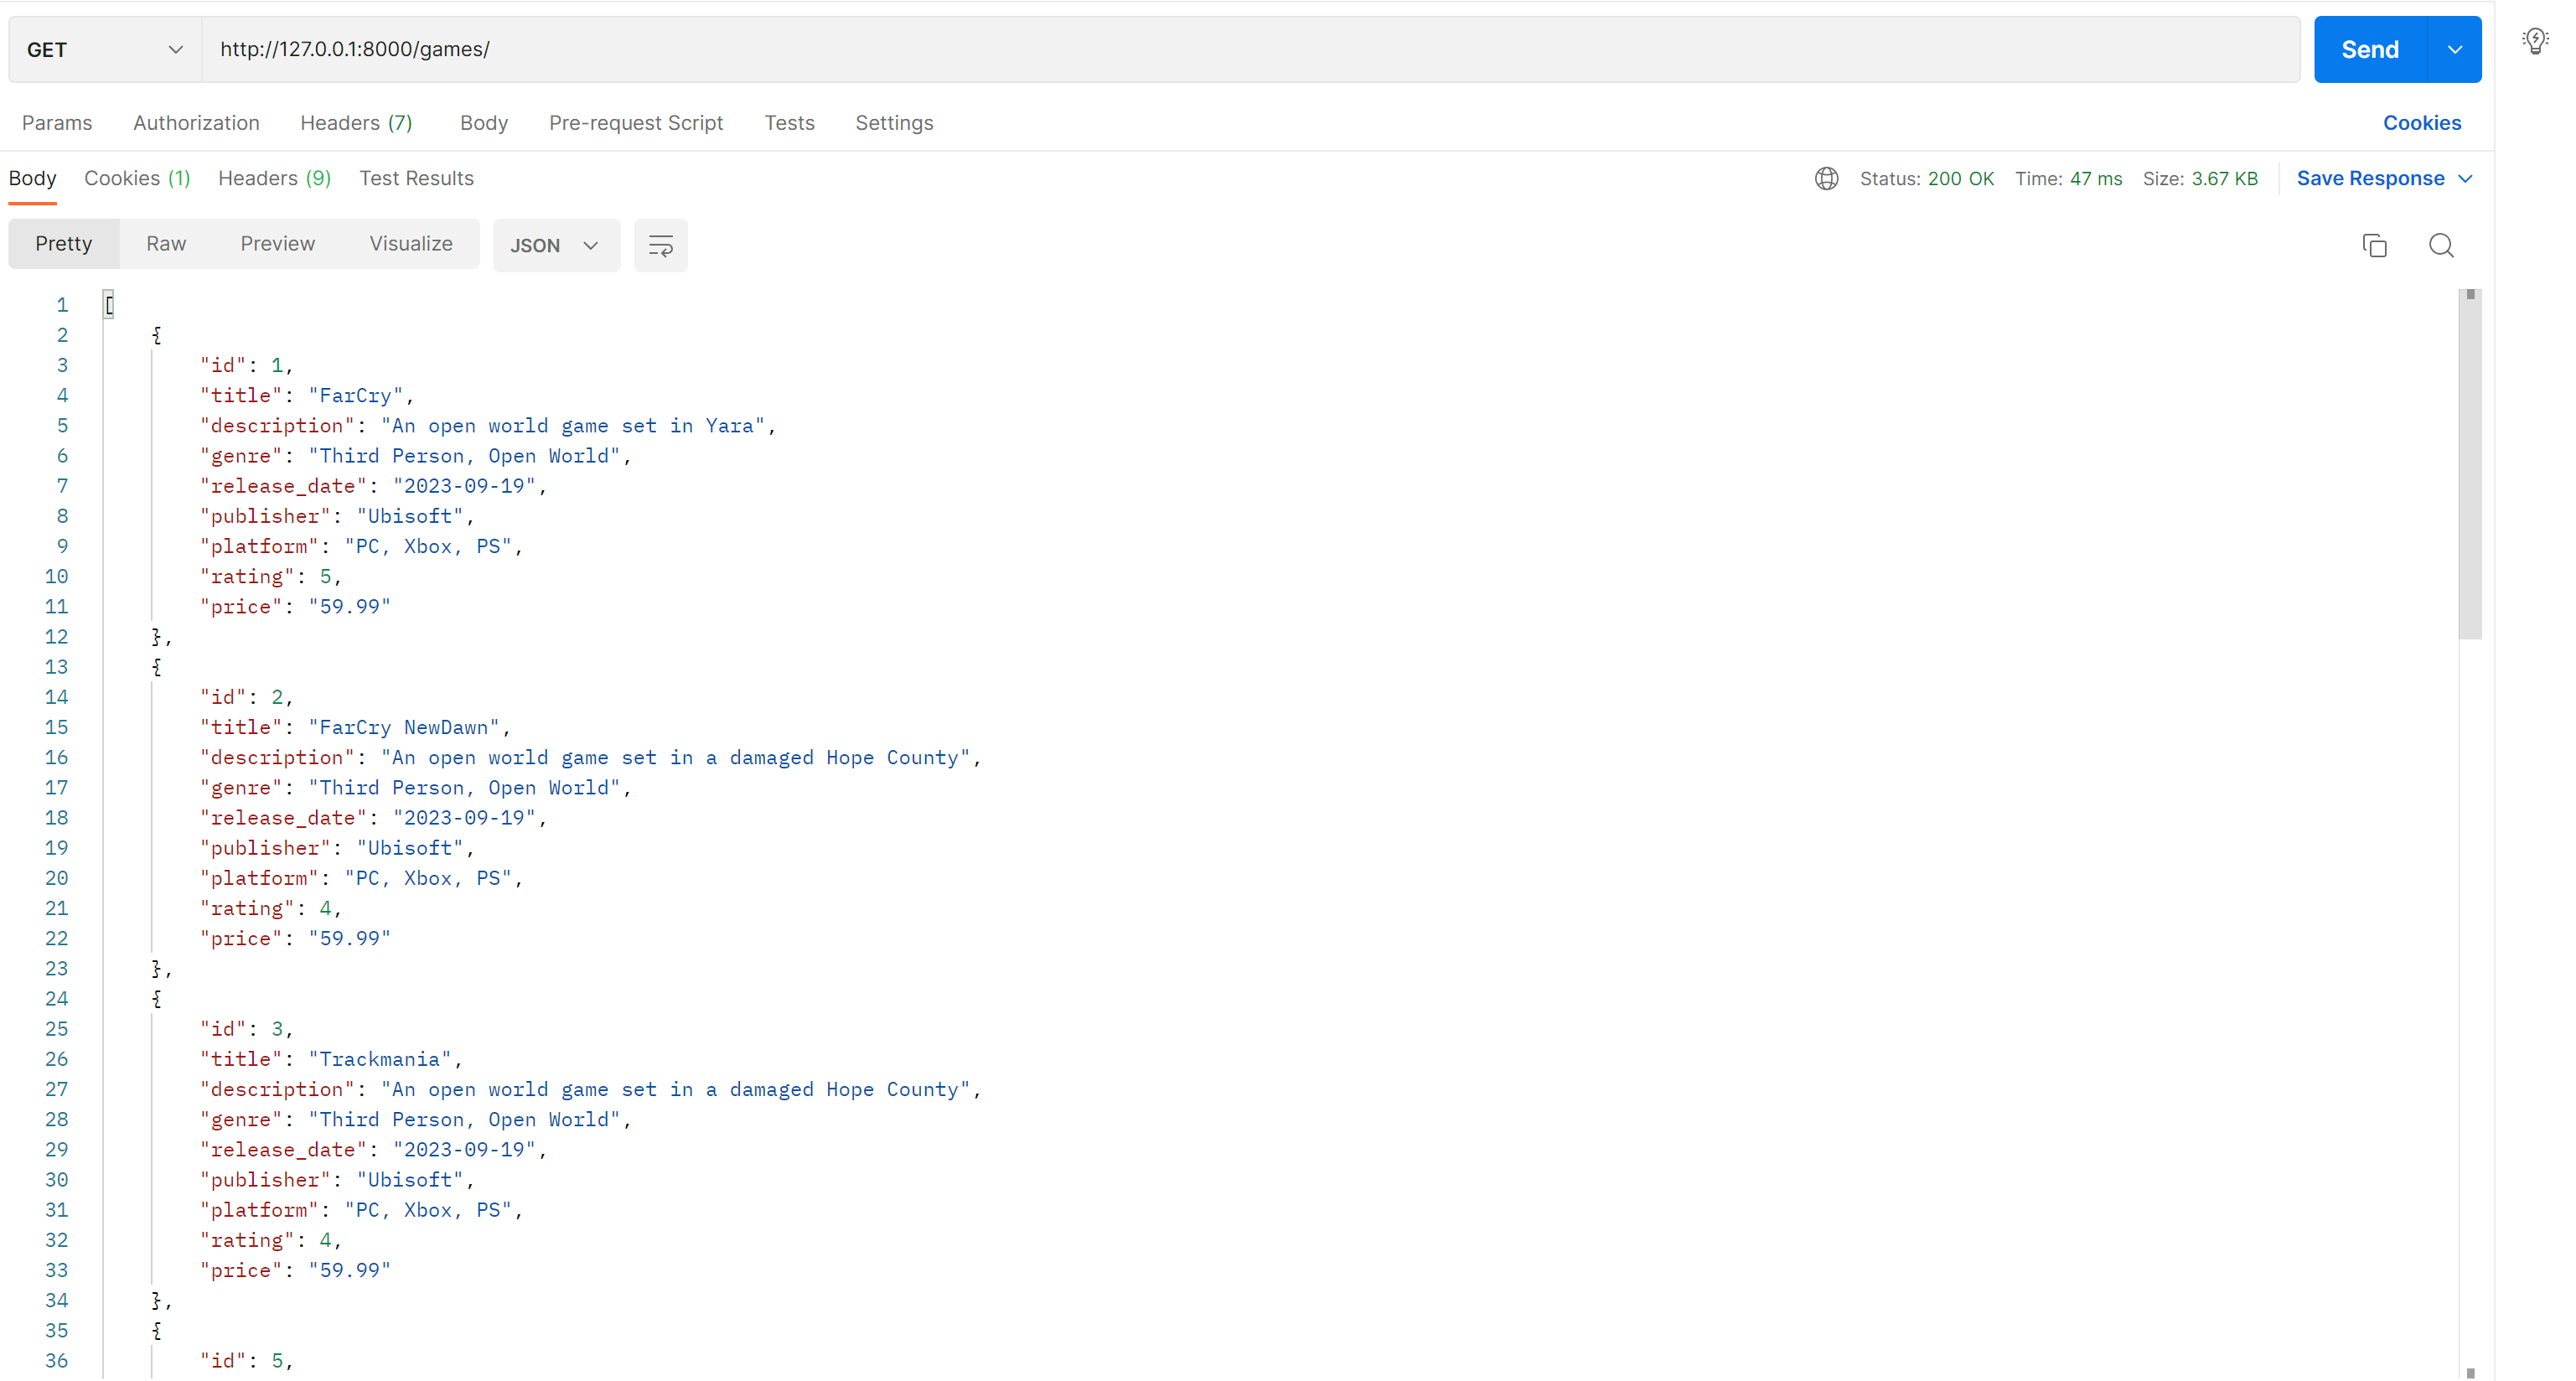 GET http://127.0.0.1:8000/games/ Send
Params Authorization Headers (7) Body Pre-request Script Tests Settings Cookies
Body Cookies (1) Headers (9) Test Results Status: 200 OK Time: 47 ms Size: 3.67 KB Save Response
Pretty Raw Preview Visualize JSON
1 [
2 {
3 "id": 1,
4 "title": "FarCry",
5 "description": "An open world game set in Yara",
6 "genre": "Third Person, Open World",
7 "release_date": "2023-09-19",
8 "publisher": "Ubisoft",
9 "platform": "PC, Xbox, PS",
10 "rating": 5,
11 "price": "59.99"
12 },
13 {
14 "id": 2,
15 "title": "FarCry NewDawn",
16 "description": "An open world game set in a damaged Hope County",
17 "genre": "Third Person, Open World",
18 "release_date": "2023-09-19",
19 "publisher": "Ubisoft",
20 "platform": "PC, Xbox, PS",
21 "rating": 4,
22 "price": "59.99"
23 },
24 {
25 "id": 3,
26 "title": "Trackmania",
27 "description": "An open world game set in a damaged Hope County",
28 "genre": "Third Person, Open World",
29 "release_date": "2023-09-19",
30 "publisher": "Ubisoft",
31 "platform": "PC, Xbox, PS",
32 "rating": 4,
33 "price": "59.99"
34 },
35 {
36 "id": 5,